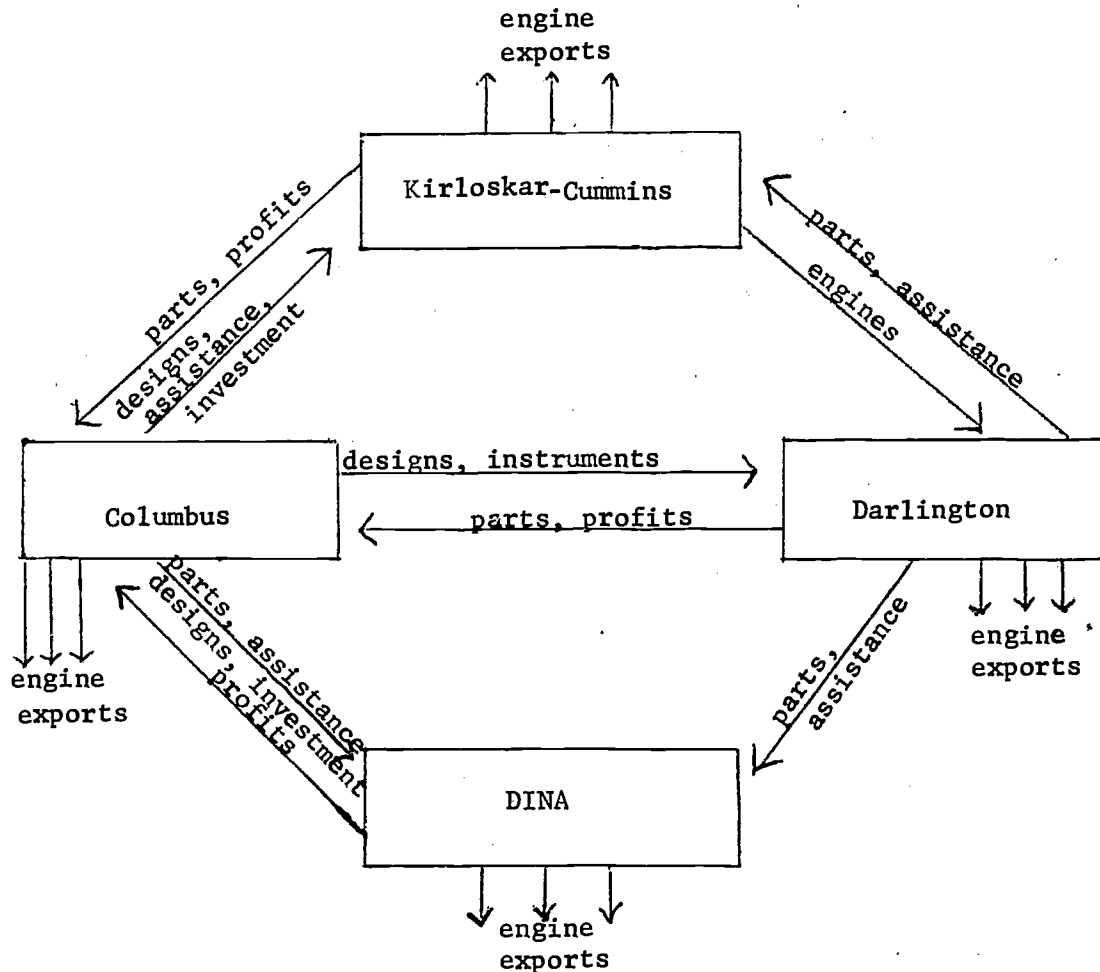 engine
exports
Kirloskar-Cummins
parts, profits
designs,
assistance,
investment
parts, assistance
engines
Columbus
designs, instruments
parts, profits
Darlington
engine
exports
parts, assistance
designs, investment
profits
parts,
assistance
engine
exports
DINA
engine
exports